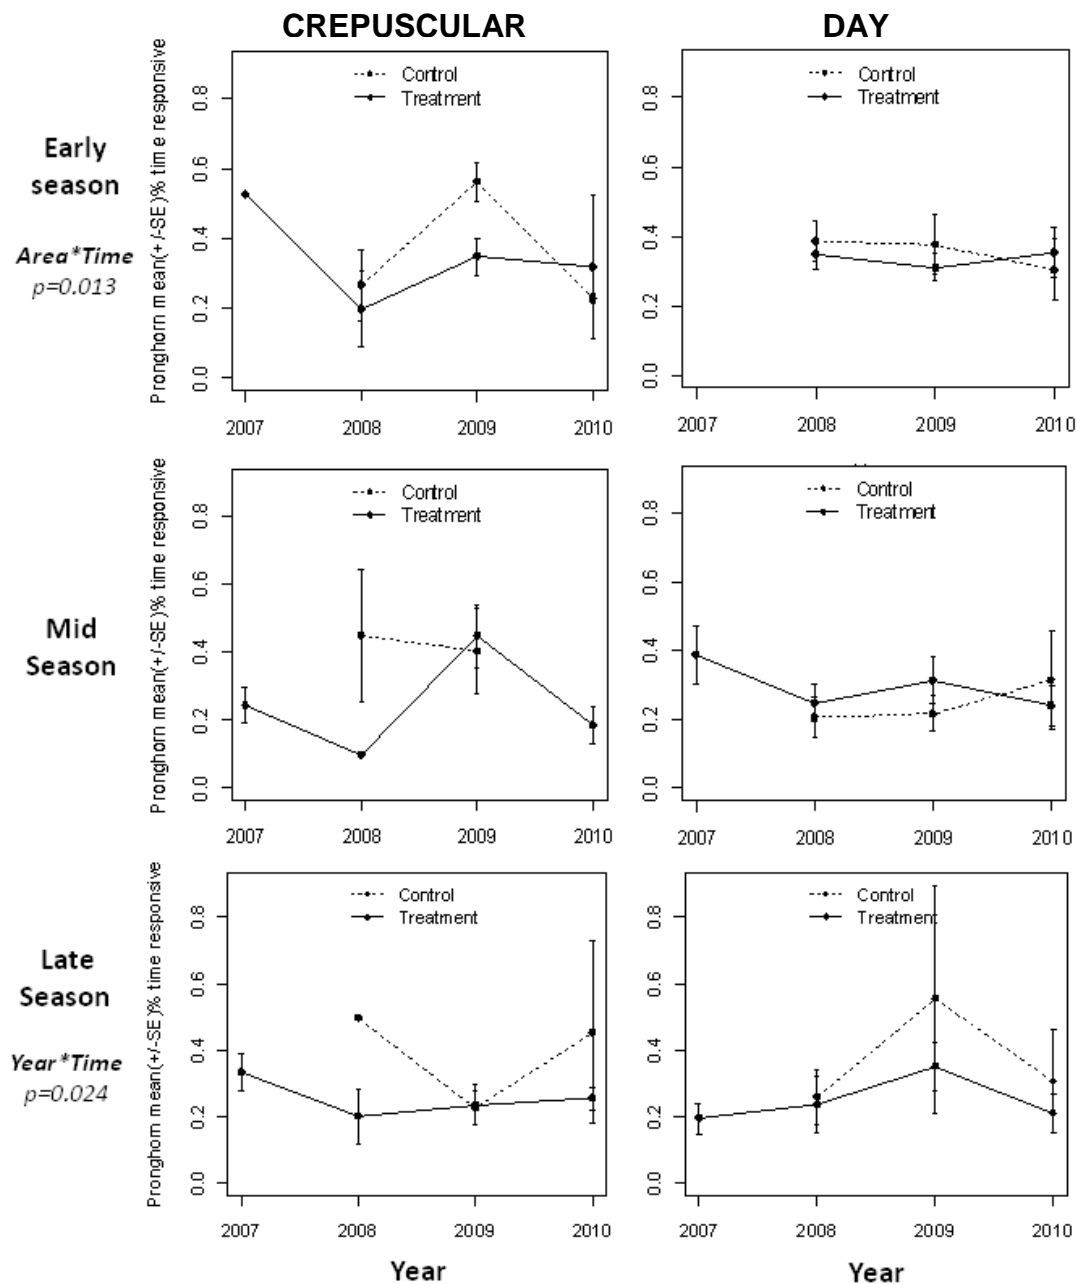 CREPUSCULAR
DAY
Early
season
Area*Time
p=0.013
Pronghorn mean(+/-SE)% time responsive
0.0 0.2 0.4 0.6 0.8
Control
Treatment
2007 2008 2009 2010
0.0 0.2 0.4 0.6 0.8
Control
Treatment
2007 2008 2009 2010
Mid
Season
Pronghorn mean(+/-SE)% time responsive
0.0 0.2 0.4 0.6 0.8
Control
Treatment
2007 2008 2009 2010
0.0 0.2 0.4 0.6 0.8
Control
Treatment
2007 2008 2009 2010
Late
Season
Year*Time
p=0.024
Pronghorn mean(+/-SE)% time responsive
0.0 0.2 0.4 0.6 0.8
Control
Treatment
2007 2008 2009 2010
Year
0.0 0.2 0.4 0.6 0.8
Control
Treatment
2007 2008 2009 2010
Year